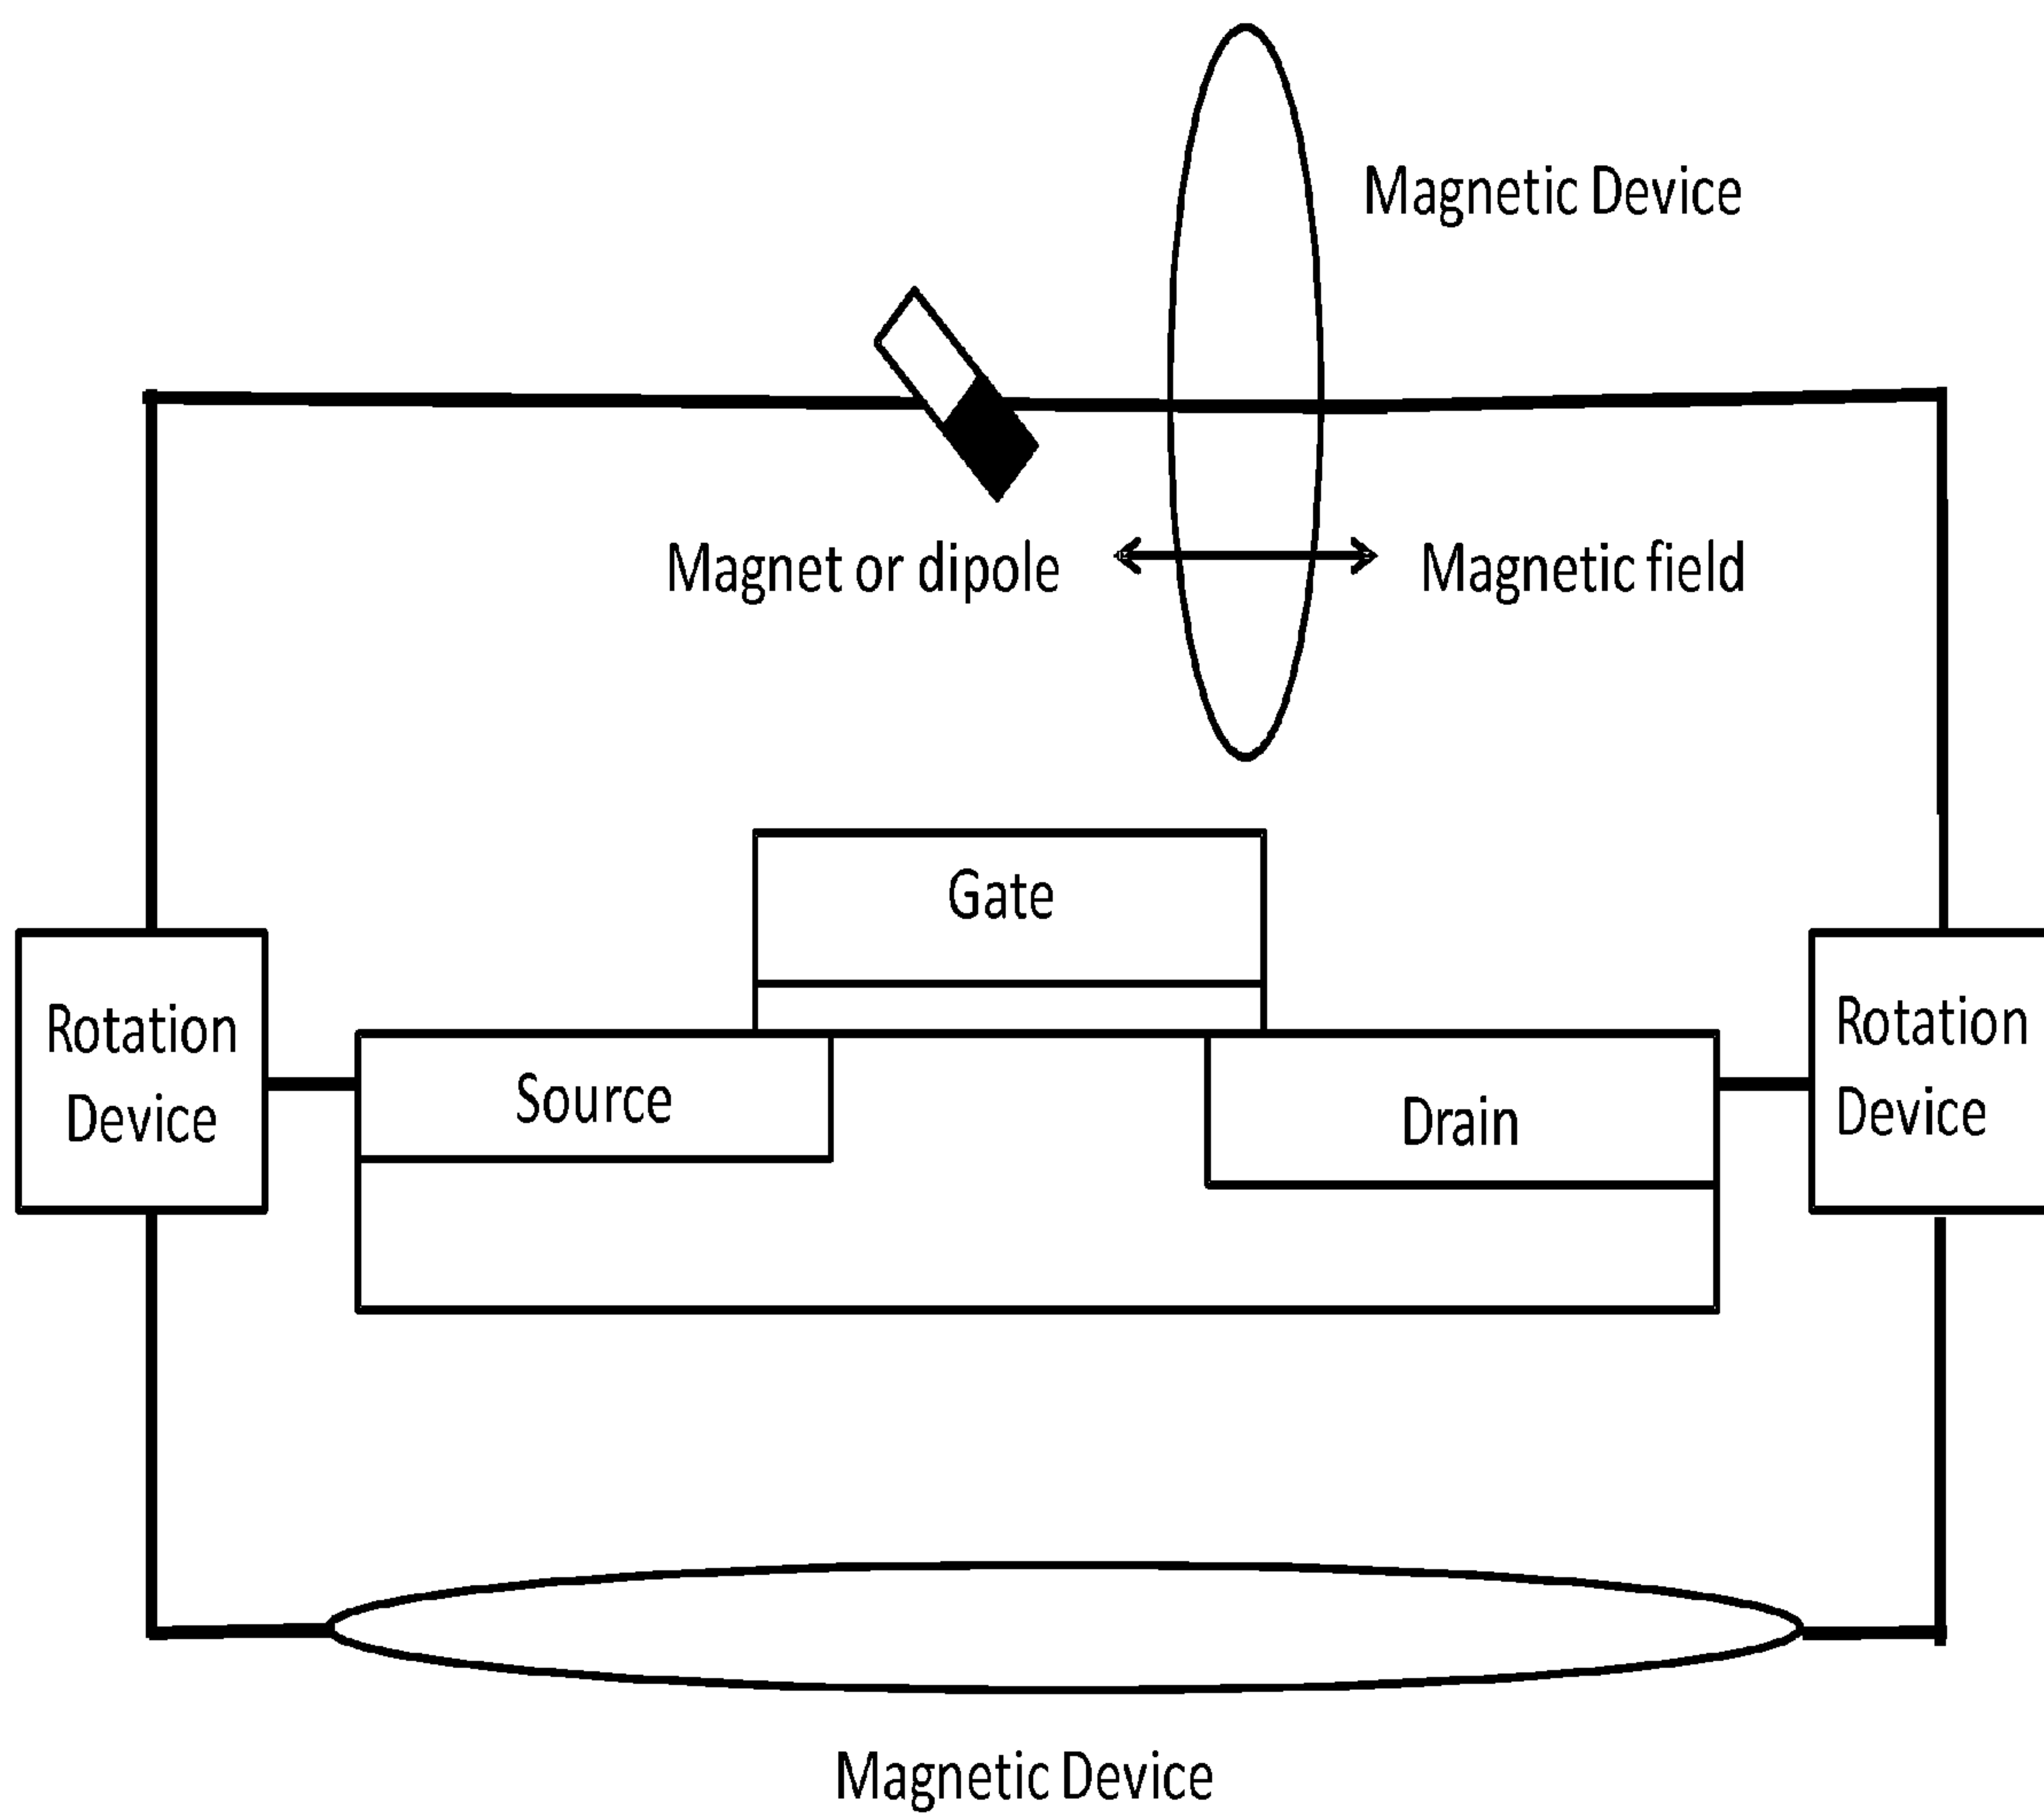 Magnetic Device
Magnet or dipole
Magnetic field
Gate
Rotation
Device
Source
Drain
Rotation
Device
Magnetic Device